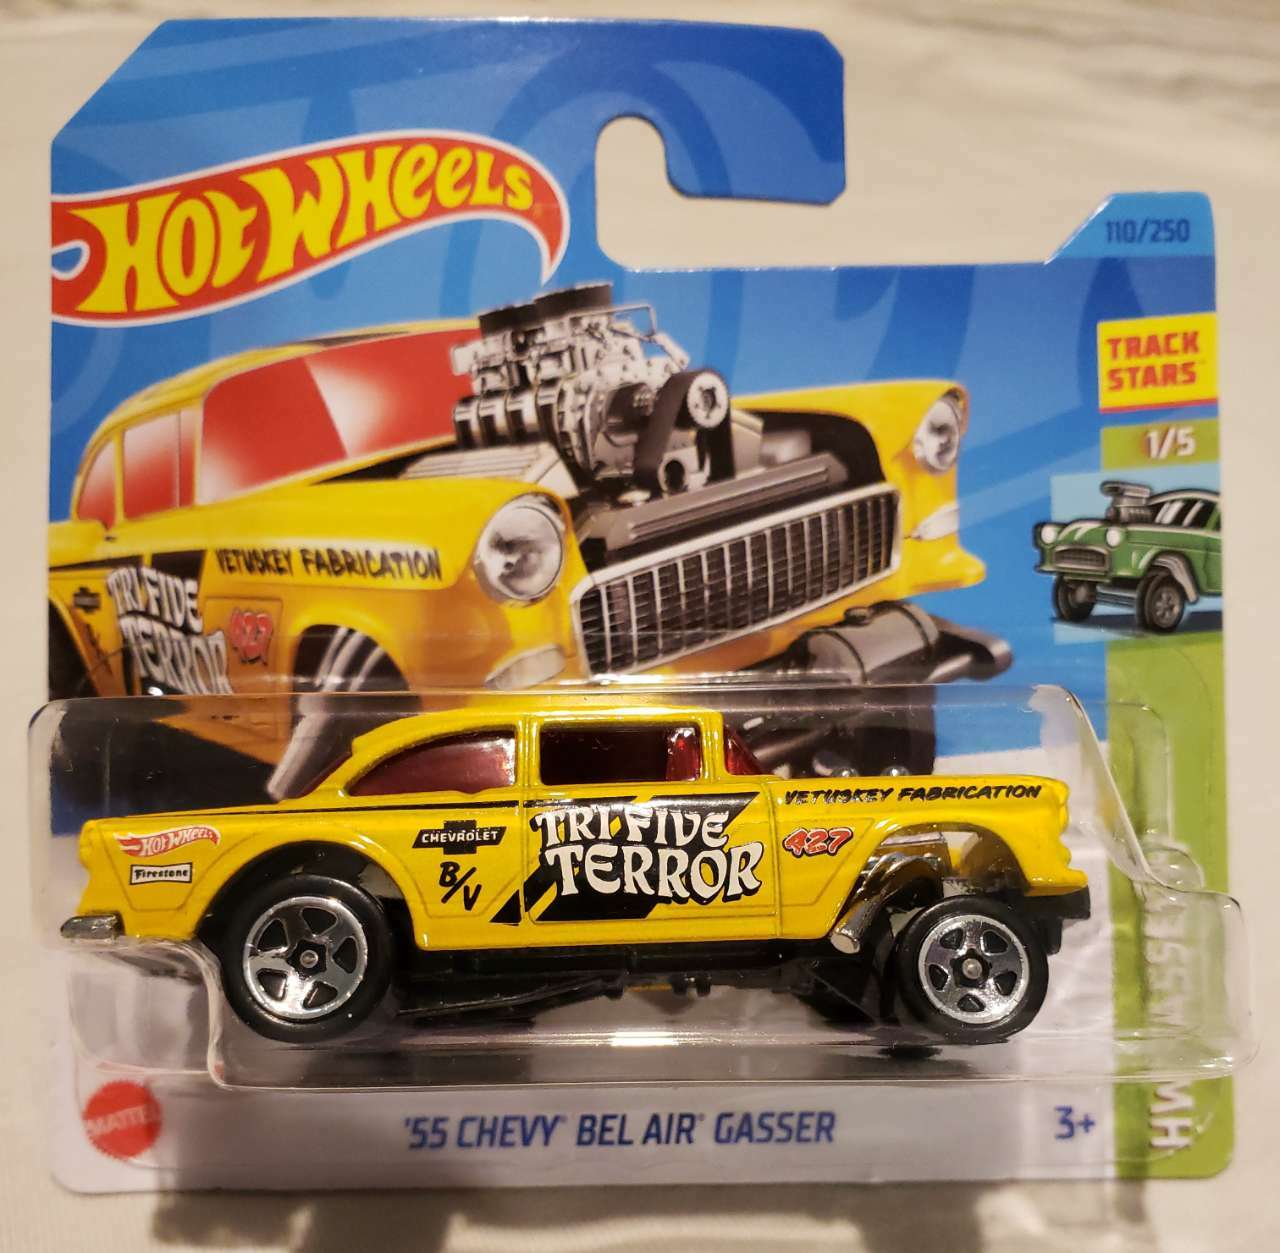 HOT WHEELS
110/250
TRACK
STARS™
1/5
VETUSKEY FABRICATION
TRI FIVE
TERROR
427
VETUSKEY FABRICATION
HOT WHEELS
Firestone
CHEVROLET
B/V
TRI FIVE
TERROR
427
MATTEL
'55 CHEVY® BEL AIR® GASSER
3+